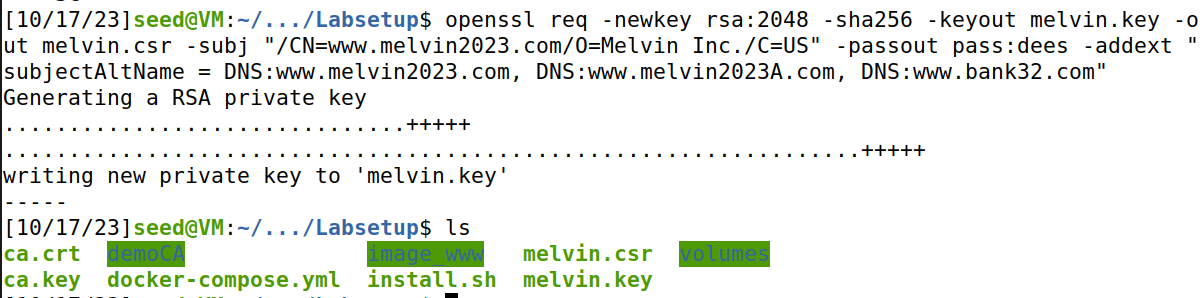 [10/17/23]seed@VM:~/.../Labsetup$ openssl req -newkey rsa:2048 -sha256 -keyout melvin.key -o
ut melvin.csr -subj "/CN=www.melvin2023.com/O=Melvin Inc./C=US" -passout pass:dees -addext "
subjectAltName = DNS:www.melvin2023.com, DNS:www.melvin2023A.com, DNS:www.bank32.com"
Generating a RSA private key
...............................+++++
..................................................................+++++
writing new private key to 'melvin.key'
-----
[10/17/23]seed@VM:~/.../Labsetup$ ls
ca.crt  demoCA              image_www   melvin.csr  volumes
ca.key  docker-compose.yml  install.sh  melvin.key